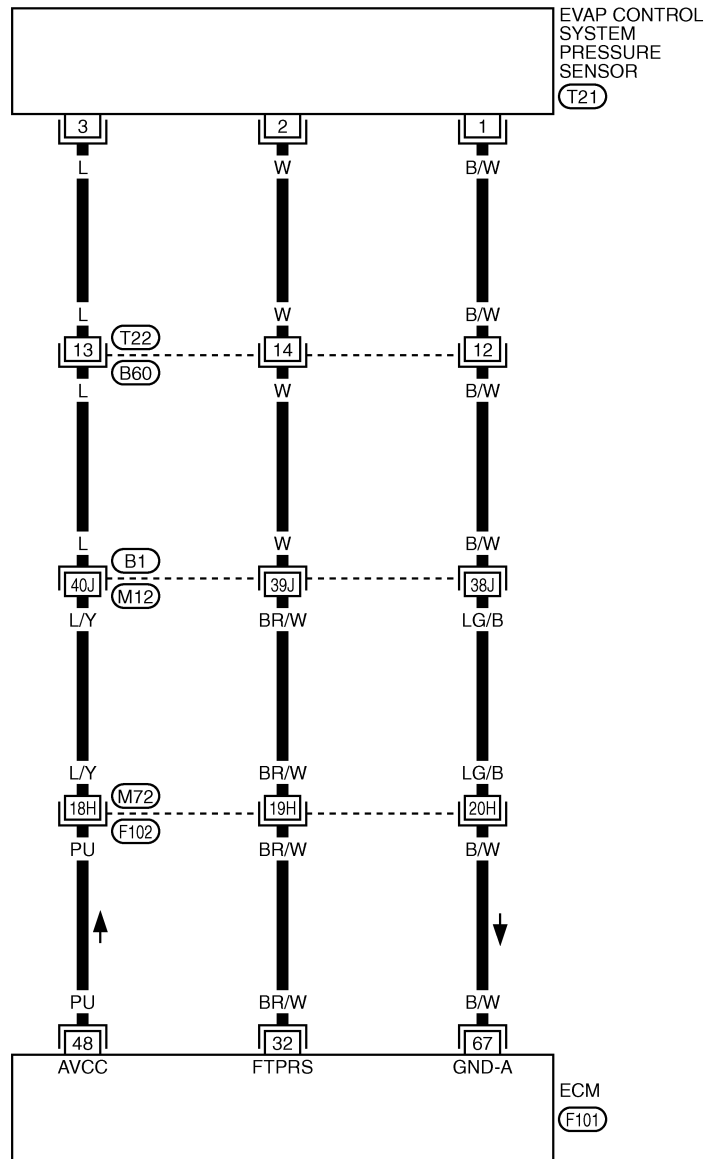 EVAP CONTROL
SYSTEM
PRESSURE
SENSOR
T21
3 2 1
L W B/W
L W B/W
T22
13 14 12
B60
L W B/W
L W B/W
B1
40J 39J 38J
M12
L/Y BR/W LG/B
L/Y BR/W LG/B
M72
18H 19H 20H
F102
PU BR/W B/W
PU BR/W B/W
48 32 67
AVCC FTPRS GND-A
ECM
F101